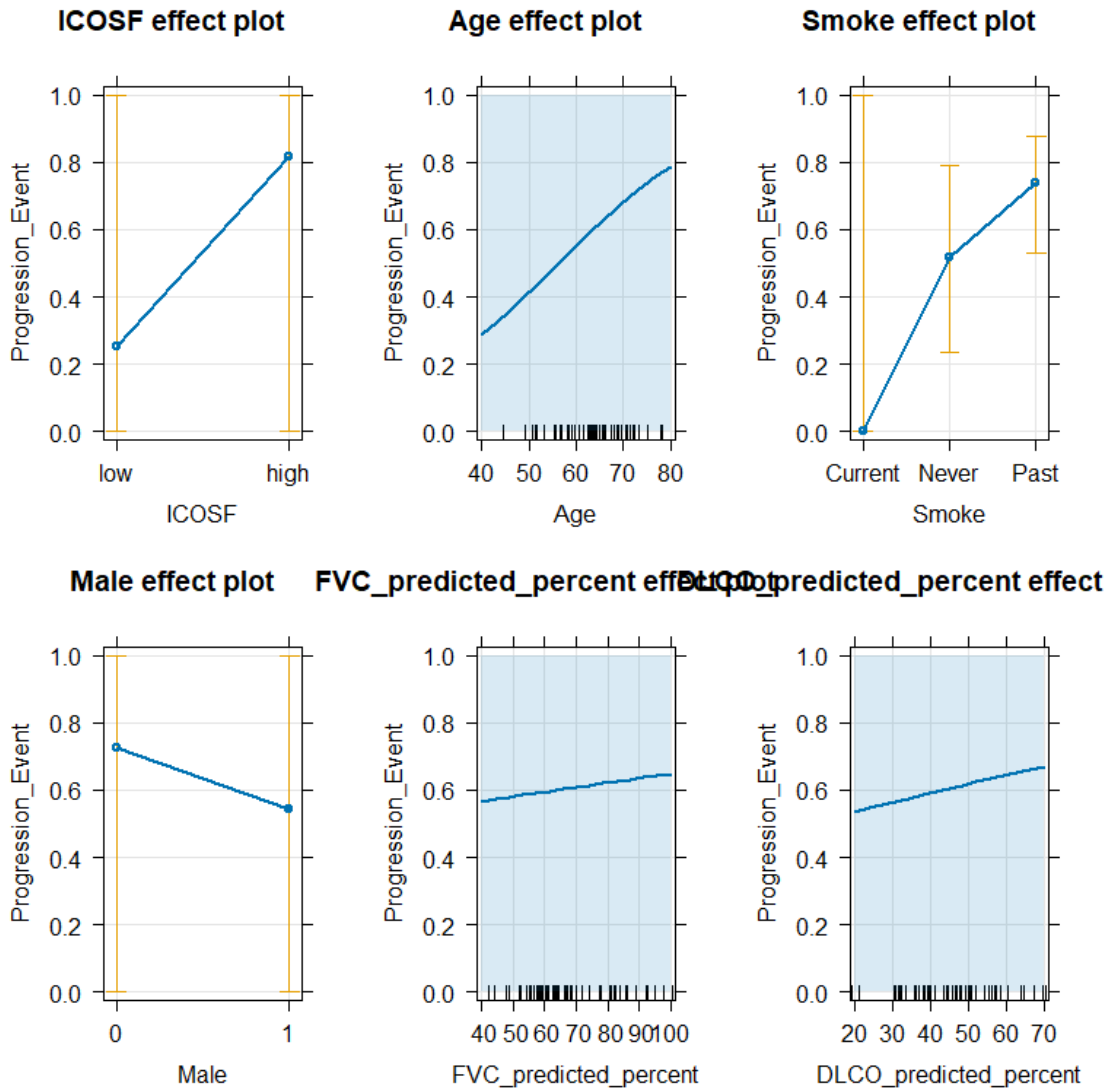 ICOSF effect plot
1.0
0.8
0.6
0.4
0.2
0.0
Progression_Event
low high
ICOSF
Age effect plot
1.0
0.8
0.6
0.4
0.2
0.0
Progression_Event
40 50 60 70 80
Age
Smoke effect plot
1.0
0.8
0.6
0.4
0.2
0.0
Progression_Event
Current Never Past
Smoke
Male effect plot
1.0
0.8
0.6
0.4
0.2
0.0
Progression_Event
0 1
Male
FVC_predicted_percent effect plot
1.0
0.8
0.6
0.4
0.2
0.0
Progression_Event
40 50 60 70 80 90 100
FVC_predicted_percent
DLCO_predicted_percent effect
1.0
0.8
0.6
0.4
0.2
0.0
Progression_Event
20 30 40 50 60 70
DLCO_predicted_percent